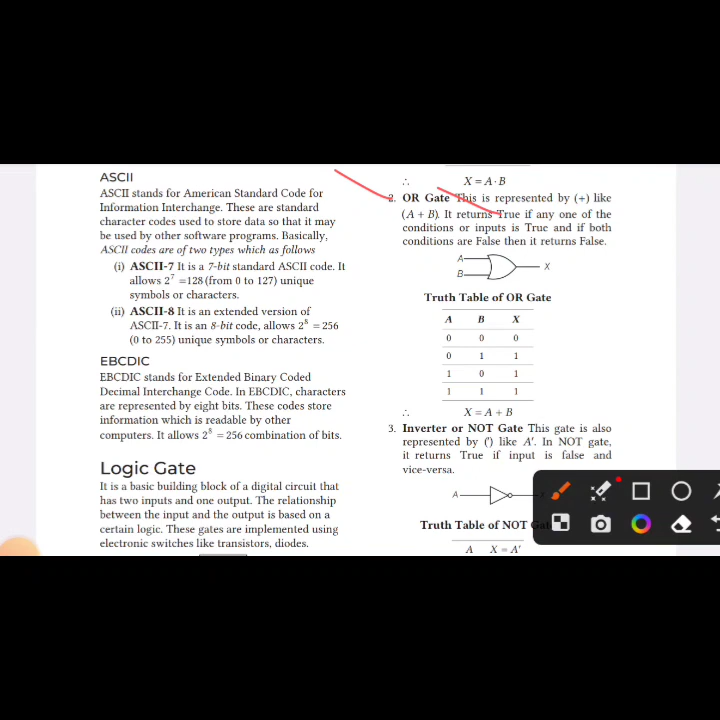 ASCII
ASCII stands for American Standard Code for
Information Interchange. These are standard
character codes used to store data so that it may
be used by other software programs. Basically,
ASCII codes are of two types which as follows
(i) ASCII-7 It is a 7-bit standard ASCII code. It
allows 2⁷ =128 (from 0 to 127) unique
symbols or characters.
(ii) ASCII-8 It is an extended version of
ASCII-7. It is an 8-bit code, allows 2⁸ = 256
(0 to 255) unique symbols or characters.
EBCDIC
EBCDIC stands for Extended Binary Coded
Decimal Interchange Code. In EBCDIC, characters
are represented by eight bits. These codes store
information which is readable by other
computers. It allows 2⁸ = 256 combination of bits.
Logic Gate
It is a basic building block of a digital circuit that
has two inputs and one output. The relationship
between the input and the output is based on a
certain logic. These gates are implemented using
electronic switches like transistors, diodes.
∴ X = A · B
2. OR Gate This is represented by (+) like
(A + B). It returns True if any one of the
conditions or inputs is True and if both
conditions are False then it returns False.
A
X
B
Truth Table of OR Gate
A B X
0 0 0
0 1 1
1 0 1
1 1 1
∴ X = A + B
3. Inverter or NOT Gate This gate is also
represented by (') like A'. In NOT gate,
it returns True if input is false and
vice-versa.
A
Truth Table of NOT Gate
A X = A'